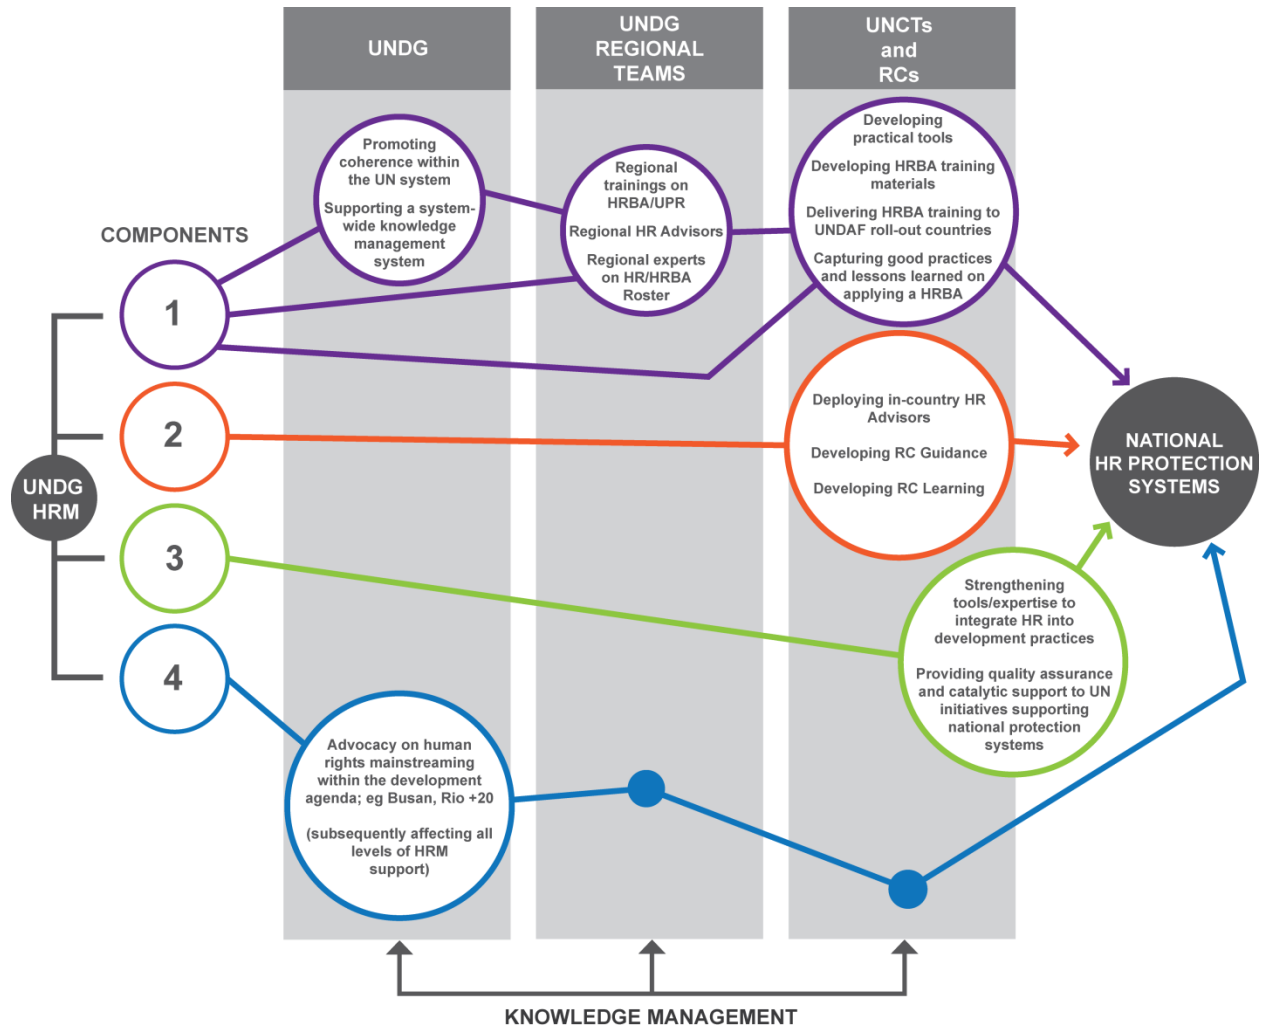 UNDG
UNDG
REGIONAL
TEAMS
UNCTs
and
RCs
COMPONENTS
UNDG
HRM
1
2
3
4
Promoting
coherence within
the UN system
Supporting a system-
wide knowledge
management
system
Regional
trainings on
HRBA/UPR
Regional HR Advisors
Regional experts
on HR/HRBA
Roster
Developing
practical tools
Developing HRBA training
materials
Delivering HRBA training to
UNDAF roll-out countries
Capturing good practices
and lessons learned on
applying a HRBA
Deploying in-country HR
Advisors
Developing RC Guidance
Developing RC Learning
Strengthening
tools/expertise to
integrate HR into
development practices
Providing quality assurance
and catalytic support to UN
initiatives supporting
national protection
systems
Advocacy on human
rights mainstreaming
within the development
agenda; eg Busan, Rio +20
(subsequently affecting all
levels of HRM
support)
NATIONAL
HR PROTECTION
SYSTEMS
KNOWLEDGE MANAGEMENT